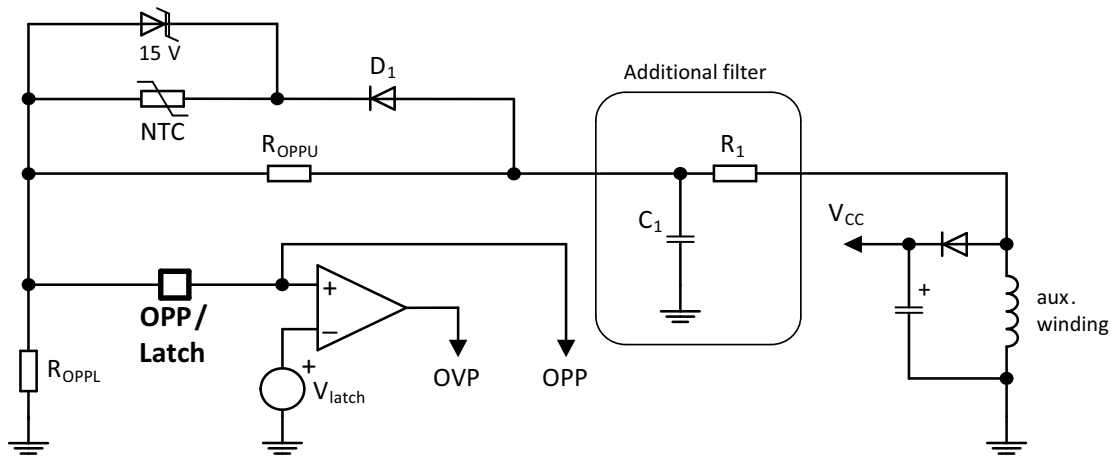 15 V
NTC
D1
ROPPU
Additional filter
R1
C1
VCC
+
aux.
winding
OPP/
Latch
+
−
+
Vlatch
OVP
OPP
ROPPL